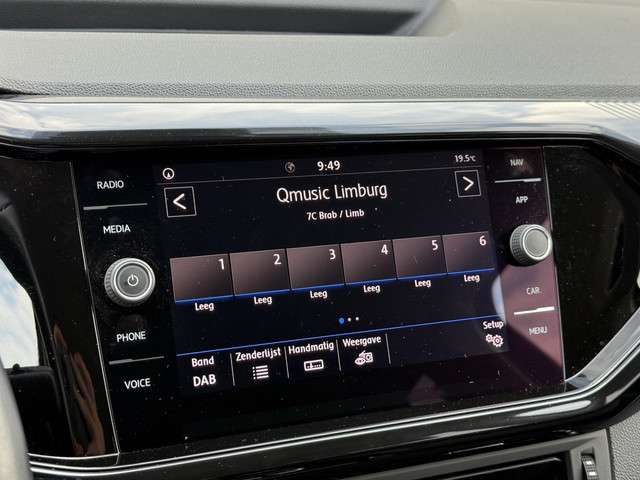 9:49
19.5°C
RADIO
MEDIA
PHONE
VOICE
Qmusic Limburg
7C Brab / Limb
1 2 3 4 5 6
Leeg Leeg Leeg Leeg Leeg Leeg
Band Zenderlijst Handmatig Weergave Setup
DAB
NAV
APP
CAR
MENU